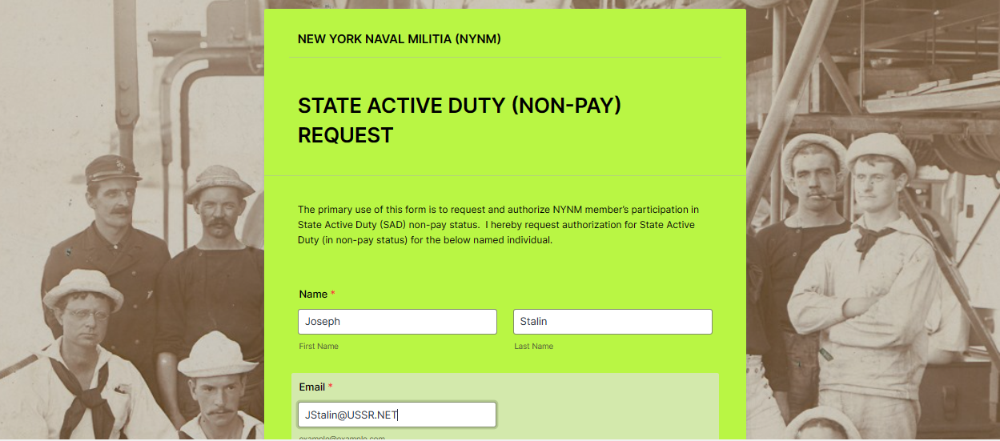 NEW YORK NAVAL MILITIA (NYNM)
STATE ACTIVE DUTY (NON-PAY)
REQUEST
The primary use of this form is to request and authorize NYNM member's participation in
State Active Duty (SAD) non-pay status.  I hereby request authorization for State Active
Duty (in non-pay status) for the below named individual.
Name *
Joseph
Stalin
First Name
Last Name
Email *
JStalin@USSR.NET
example@example.com